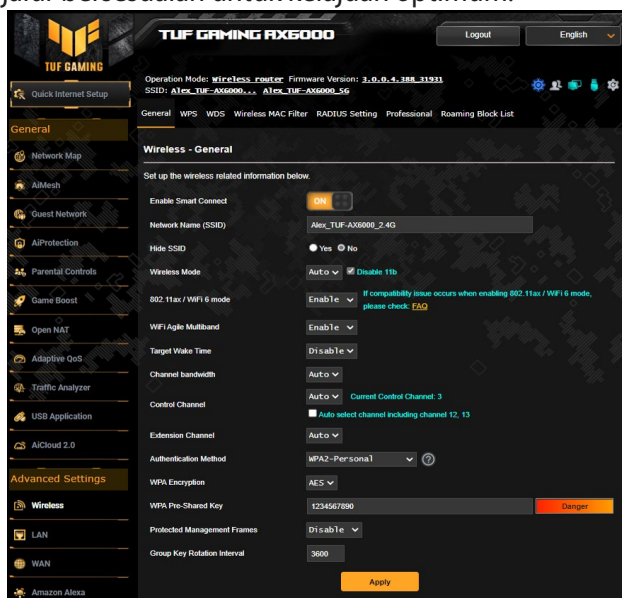 TUF GAMING AX6000
Logout
English
TUF GAMING
Operation Mode: Wireless router Firmware Version: 3.0.0.4.388_31931
SSID: Alex_TUF-AX6000... Alex_TUF-AX6000_5G
Quick Internet Setup
General WPS WDS Wireless MAC Filter RADIUS Setting Professional Roaming Block List
General
Network Map
AiMesh
Guest Network
AiProtection
Parental Controls
Game Boost
Open NAT
Adaptive QoS
Traffic Analyzer
USB Application
AiCloud 2.0
Advanced Settings
Wireless
LAN
WAN
Amazon Alexa
Wireless - General
Set up the wireless related information below.
Enable Smart Connect ON
Network Name (SSID) Alex_TUF-AX6000_2.4G
Hide SSID Yes No
Wireless Mode Auto Disable 11b
802.11ax / WiFi 6 mode Enable If compatibility issue occurs when enabling 802.11ax / WiFi 6 mode,
please check: FAQ
WiFi Agile Multiband Enable
Target Wake Time Disable
Channel bandwidth Auto
Control Channel Auto Current Control Channel: 3
Auto select channel including channel 12, 13
Extension Channel Auto
Authentication Method WPA2-Personal ?
WPA Encryption AES
WPA Pre-Shared Key 1234567890 Danger
Protected Management Frames Disable
Group Key Rotation Interval 3600
Apply